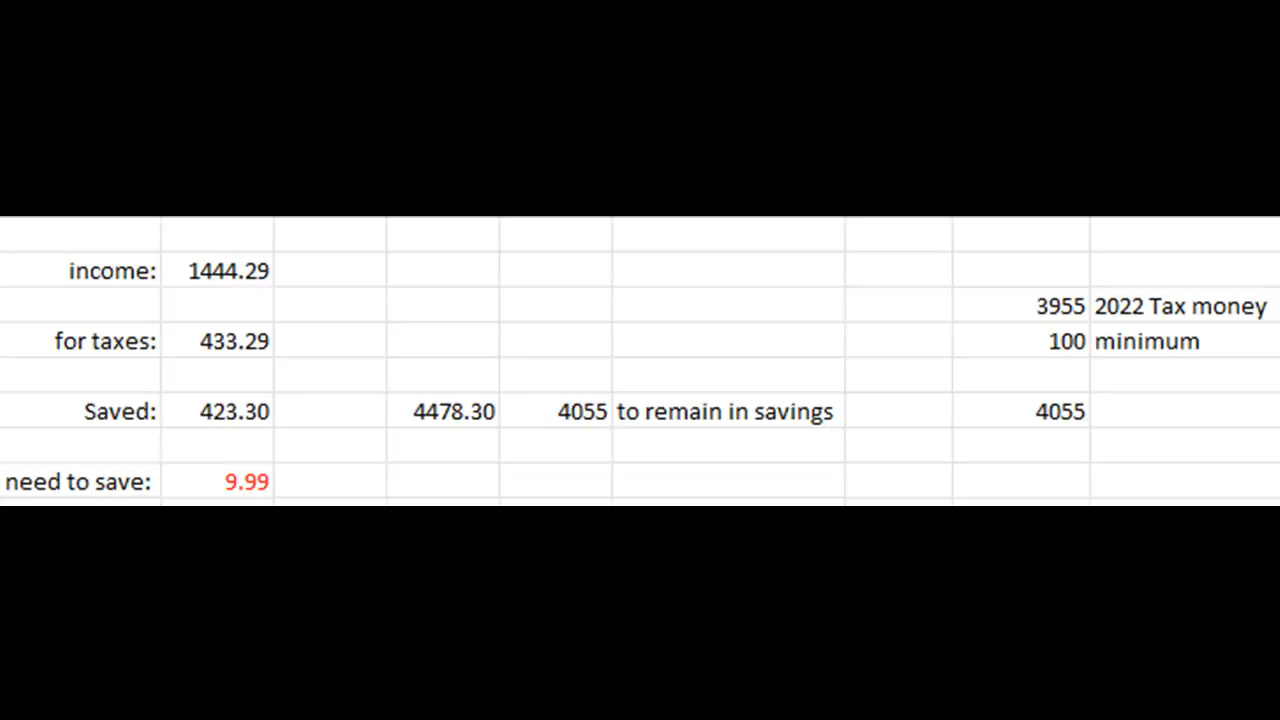 income: 1444.29
3955 2022 Tax money
for taxes: 433.29 100 minimum
Saved: 423.30 4478.30 4055 to remain in savings 4055
need to save: 9.99